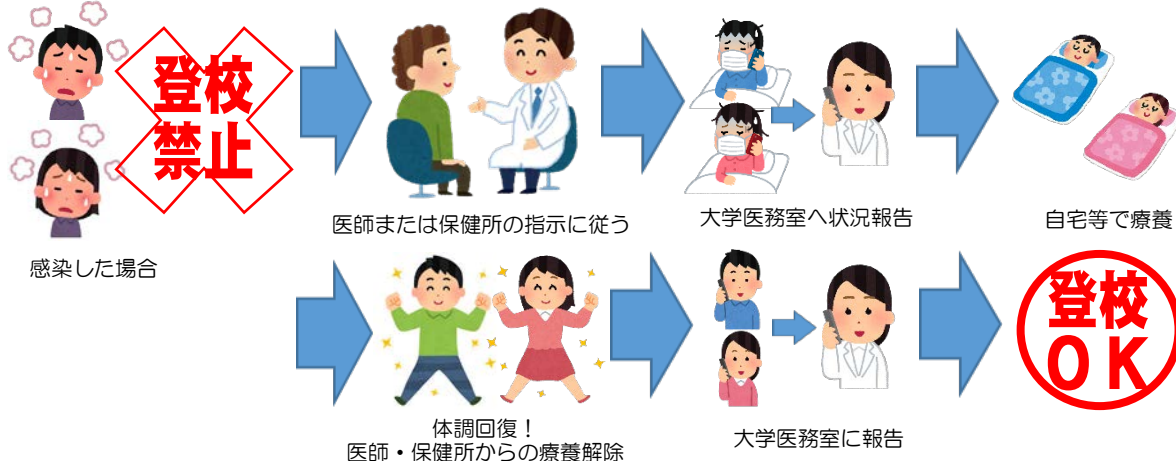 登校
禁止
感染した場合
医師または保健所の指示に従う
大学医務室へ状況報告
自宅等で療養
体調回復！
医師・保健所からの療養解除
大学医務室に報告
登校
ＯＫ